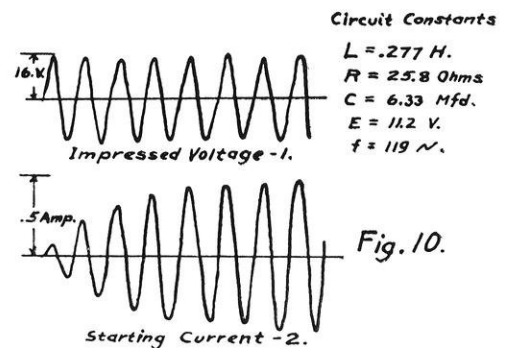 Circuit Constants
L = .277 H.
R = 25.8 Ohms
C = 6.33 Mfd.
E = 11.2 V.
f = 119 ~.
16.V.
Impressed Voltage -1.
.5 Amp.
Fig. 10.
Starting Current -2.